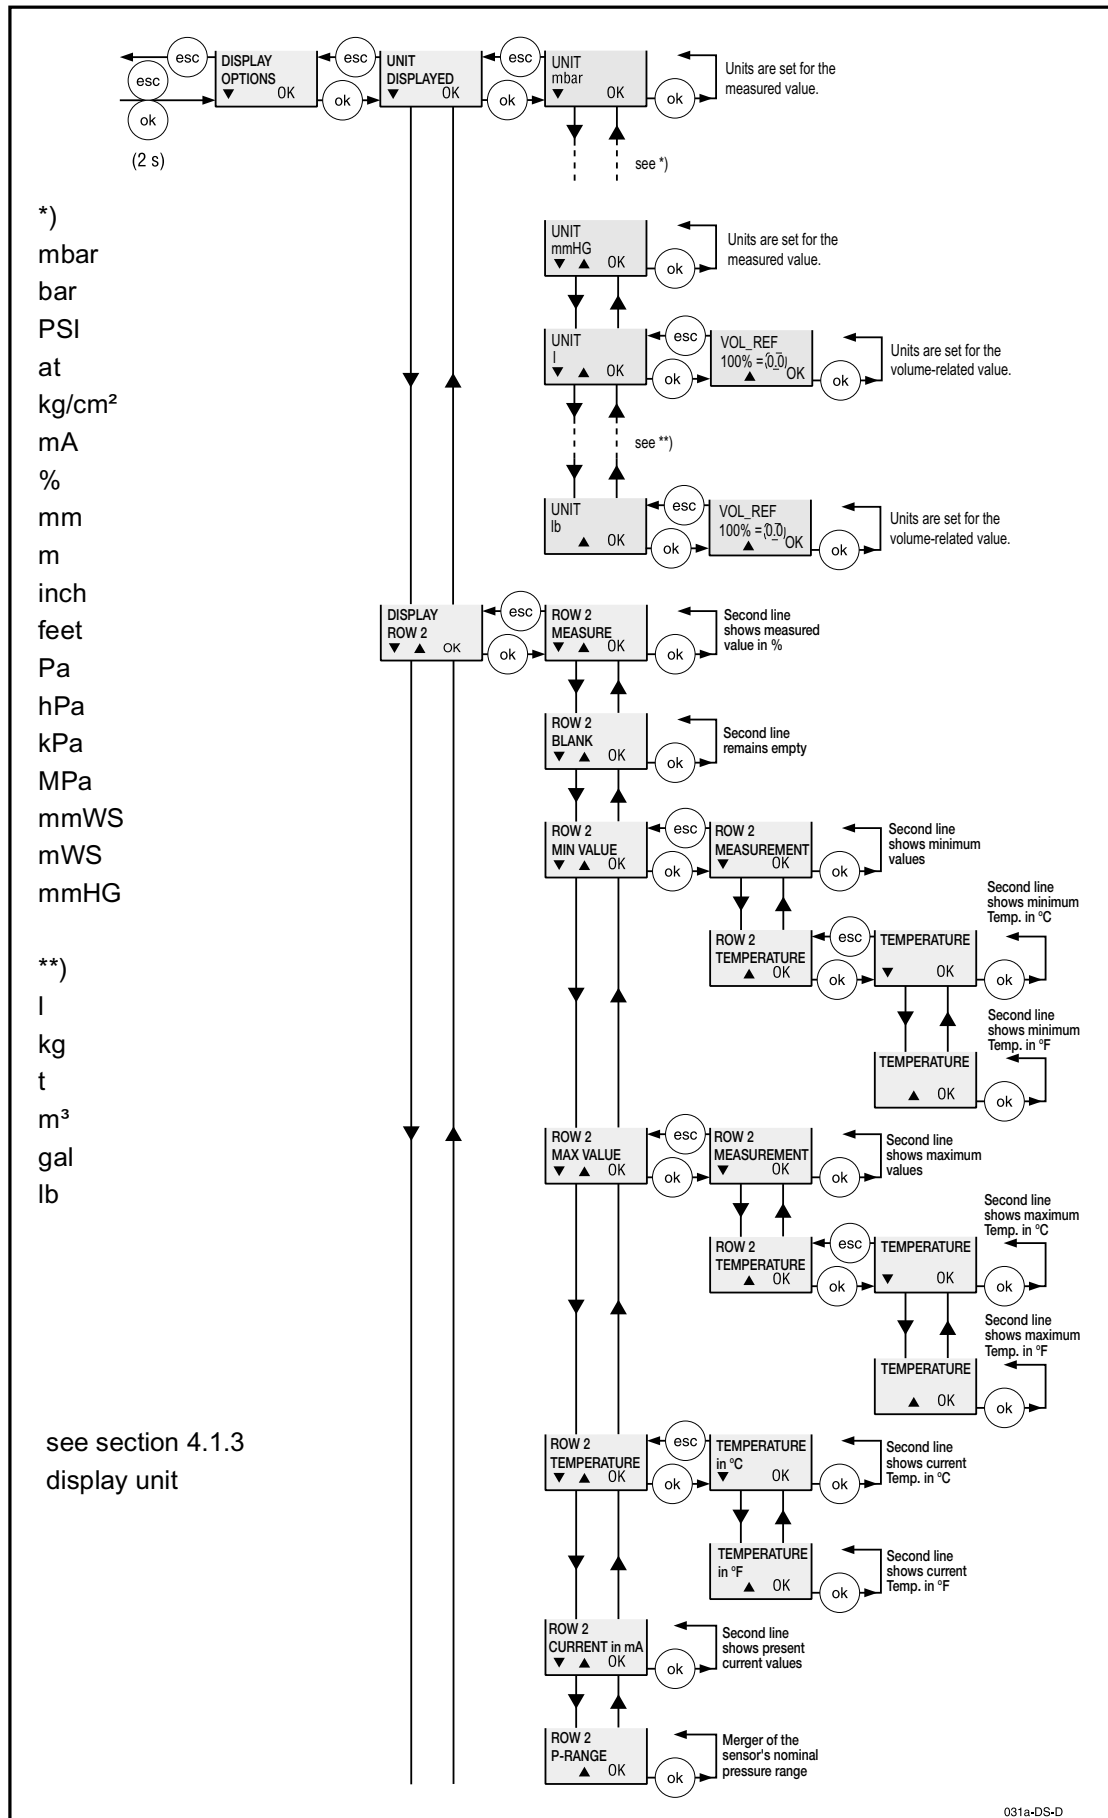 esc
DISPLAY
OPTIONS
▼ OK
esc
UNIT
DISPLAYED
▼ OK
esc
UNIT
mbar
▼ OK
Units are set for the
measured value.
esc
ok
ok
ok
ok
(2 s)
see *)
*)
mbar
bar
PSI
at
kg/cm²
mA
%
mm
m
inch
feet
Pa
hPa
kPa
MPa
mmWS
mWS
mmHG
**)
l
kg
t
m³
gal
lb
see section 4.1.3
display unit
UNIT
mmHG
▼ ▲ OK
ok
Units are set for the
measured value.
UNIT
l
▼ ▲ OK
esc
ok
VOL_REF
100% =(0.0)
▲ OK
ok
Units are set for the
volume-related value.
see **)
UNIT
lb
▲ OK
esc
ok
VOL_REF
100% =(0.0)
▲ OK
ok
Units are set for the
volume-related value.
DISPLAY
ROW 2
▼ ▲ OK
esc
ok
ROW 2
MEASURE
▼ ▲ OK
ok
Second line
shows measured
value in %
ROW 2
BLANK
▼ ▲ OK
ok
Second line
remains empty
ROW 2
MIN VALUE
▼ ▲ OK
esc
ok
ROW 2
MEASUREMENT
▼ OK
ok
Second line
shows minimum
values
ROW 2
TEMPERATURE
▲ OK
esc
ok
TEMPERATURE
▼ OK
ok
Second line
shows minimum
Temp. in °C
TEMPERATURE
▲ OK
ok
Second line
shows minimum
Temp. in °F
ROW 2
MAX VALUE
▼ ▲ OK
esc
ok
ROW 2
MEASUREMENT
▼ OK
ok
Second line
shows maximum
values
ROW 2
TEMPERATURE
▲ OK
esc
ok
TEMPERATURE
▼ OK
ok
Second line
shows maximum
Temp. in °C
TEMPERATURE
▲ OK
ok
Second line
shows maximum
Temp. in °F
ROW 2
TEMPERATURE
▼ ▲ OK
esc
ok
TEMPERATURE
in °C
▼ OK
ok
Second line
shows current
Temp. in °C
TEMPERATURE
in °F
▲ OK
ok
Second line
shows current
Temp. in °F
ROW 2
CURRENT in mA
▼ ▲ OK
ok
Second line
shows present
current values
ROW 2
P-RANGE
▲ OK
ok
Merger of the
sensor's nominal
pressure range
031a-DS-D